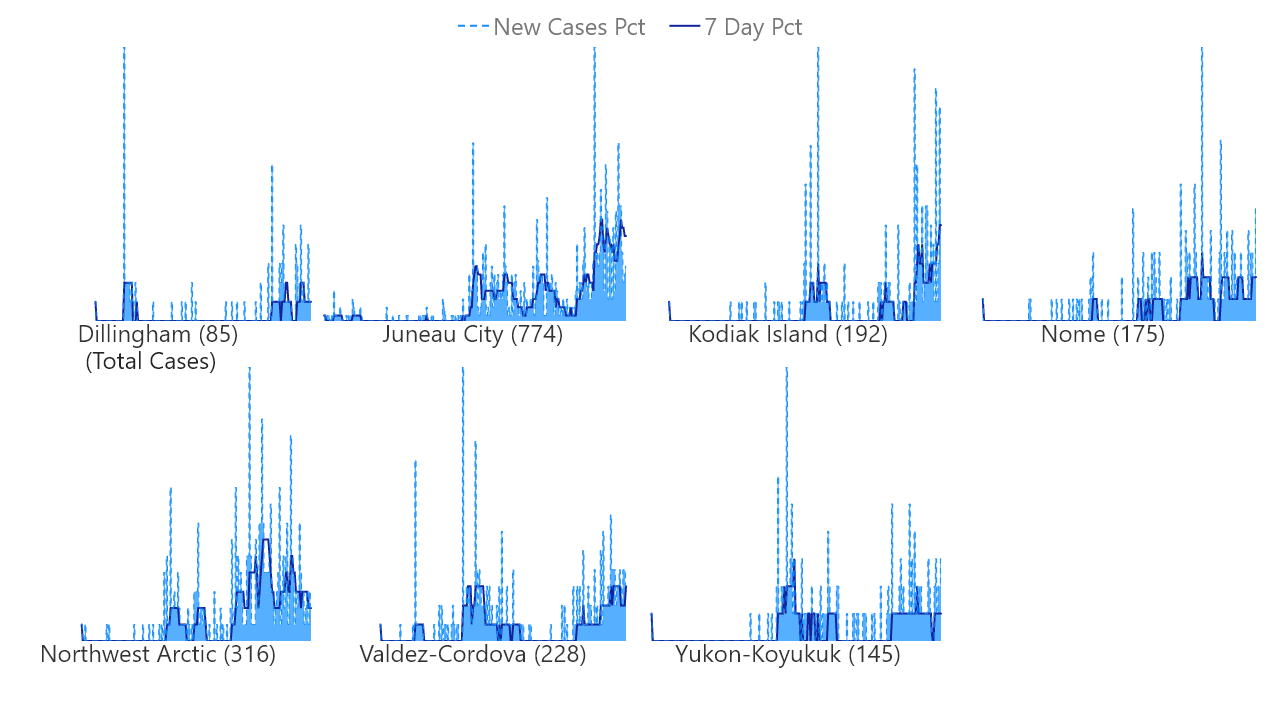 New Cases Pct 7 Day Pct
Dillingham (85) Juneau City (774) Kodiak Island (192) Nome (175)
(Total Cases)
Northwest Arctic (316) Valdez-Cordova (228) Yukon-Koyukuk (145)